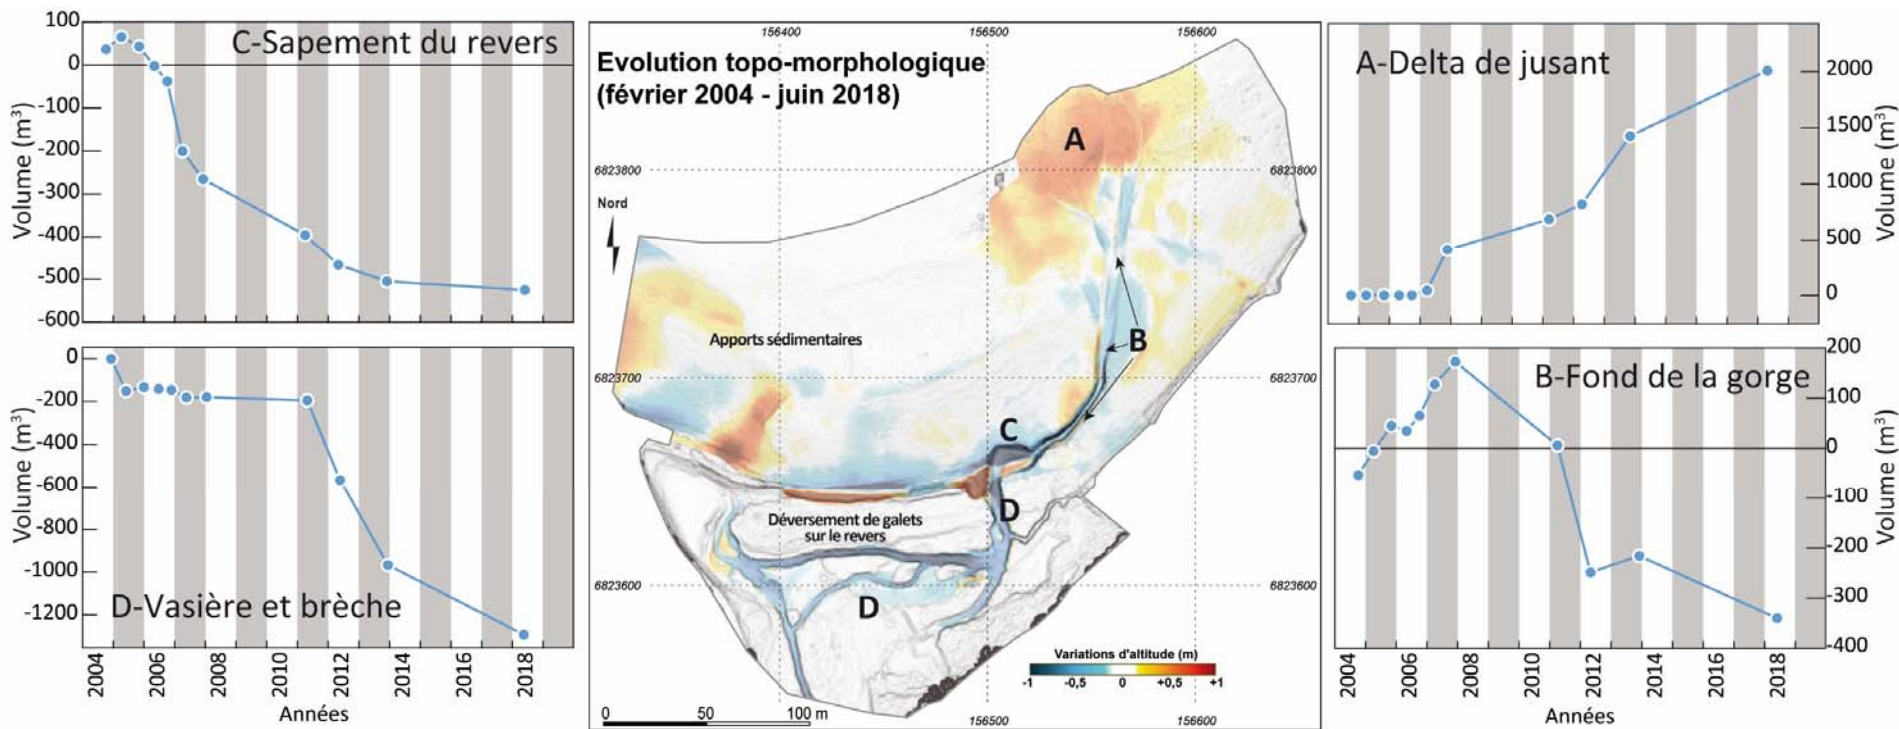 C-Sapement du revers
Volume (m³)
100
0
-100
-200
-300
-400
-500
-600
D-Vasière et brèche
Volume (m³)
0
-200
-400
-600
-800
-1000
-1200
2004
2006
2008
2010
2012
2014
2016
2018
Années
Evolution topo-morphologique
(février 2004 - juin 2018)
156400
156500
156600
6823800
6823800
Nord
A
B
Apports sédimentaires
6823700
6823700
C
D
Déversement de galets
sur le revers
6823600
6823600
D
Variations d'altitude (m)
-1
-0,5
0
+0,5
+1
0
50
100 m
156500
156600
A-Delta de jusant
Volume (m³)
2000
1500
1000
500
0
B-Fond de la gorge
Volume (m³)
200
100
0
-100
-200
-300
-400
2004
2006
2008
2010
2012
2014
2016
2018
Années